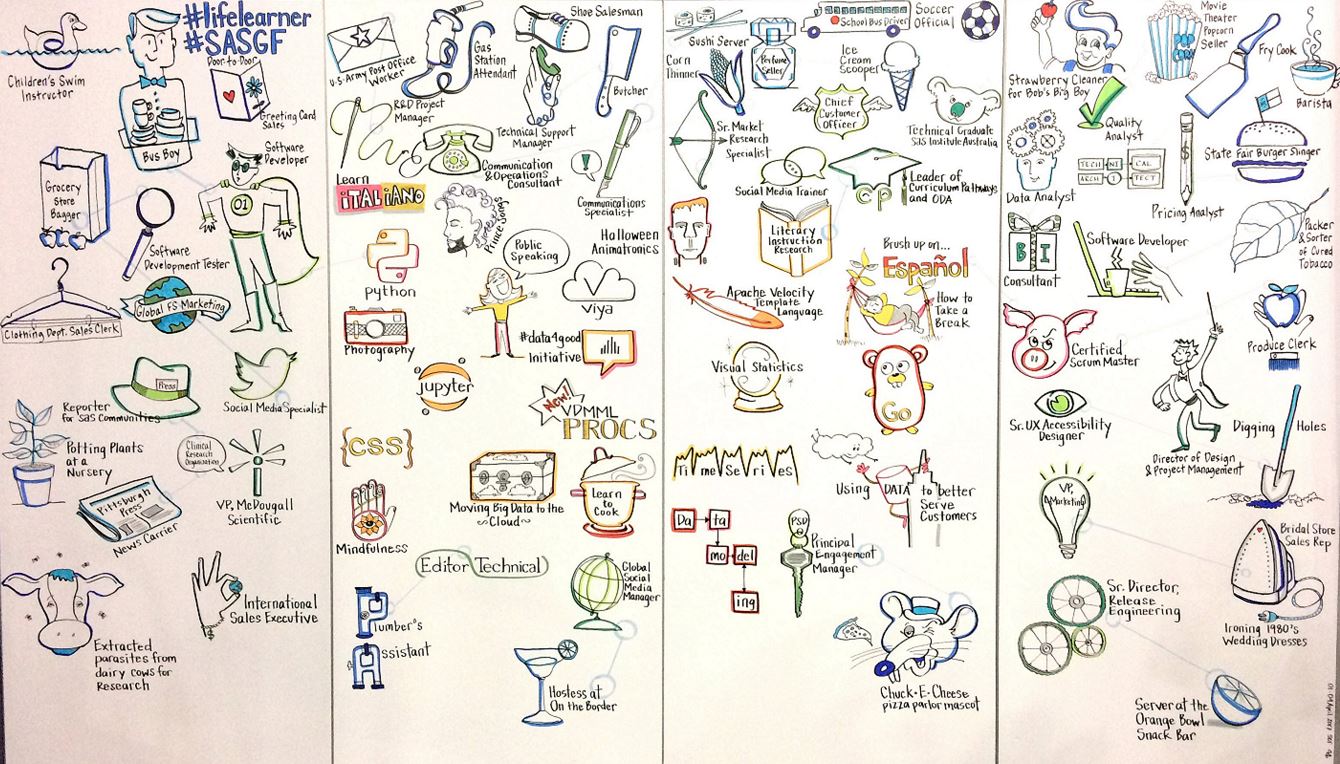 #lifelearner
#SASGF
Children's Swim
Instructor
Bus Boy
Door-to-Door
Greeting Card
Sales
Grocery
Store
Bagger
Software
Developer
01
Software
Development Tester
Global FS Marketing
Clothing Dept. Sales Clerk
Press
Reporter
for SAS Communities
Social Media Specialist
Potting Plants
at a
Nursery
Clinical
Research
Organization
VP, McDougall
Scientific
Pittsburgh
Press
News Carrier
Extracted
parasites from
dairy cows for
Research
International
Sales Executive
U.S. Army Post Office
Worker
Gas
Station
Attendant
Shoe Salesman
Butcher
R&D Project
Manager
Technical Support
Manager
Communication
& Operations
Consultant
Communications
Specialist
Learn
iTALiANO
Prince Songs
Public
Speaking
Halloween
Animatronics
python
viya
Photography
#data4good
Initiative
jupyter
New!
VDMML
PROCS
{CSS}
Moving Big Data to the
Cloud
Learn
to
Cook
Mindfulness
Editor Technical
Global
Social
Media
Manager
Plumber's
Assistant
Hostess at
On the Border
Sushi Server
Corn
Thinner
Perfume
Seller
School Bus Driver
Soccer
Official
Ice
Cream
Scooper
Chief
Customer
Officer
Technical Graduate
SAS Institute Australia
Sr. Market
Research
Specialist
Social Media Trainer
CP
Leader of
Curriculum Pathways
and ODA
Literary
Instruction
Research
Brush up on...
Español
Apache Velocity
Template
Language
How to
Take a
Break
Visual Statistics
Go
TimeSeries
Using DATA to better
Serve
Customers
Da ta
mo del
ing
PSD
Principal
Engagement
Manager
Chuck-E-Cheese
pizza parlor mascot
Strawberry Cleaner
for Bob's Big Boy
POP
CORN
Movie
Theater
Popcorn
Seller
Fry Cook
Barista
Quality
Analyst
Data Analyst
TECH NI CAL
ARCH I TECT
Pricing Analyst
State Fair Burger Slinger
BI
Consultant
Software Developer
Packer
& Sorter
of Cured
Tobacco
Certified
Scrum Master
Produce Clerk
Sr. UX Accessibility
Designer
Director of Design
& Project Management
Digging Holes
VP,
Marketing
Bridal Store
Sales Rep
Sr. Director,
Release
Engineering
Ironing 1980's
Wedding Dresses
Server at the
Orange Bowl
Snack Bar